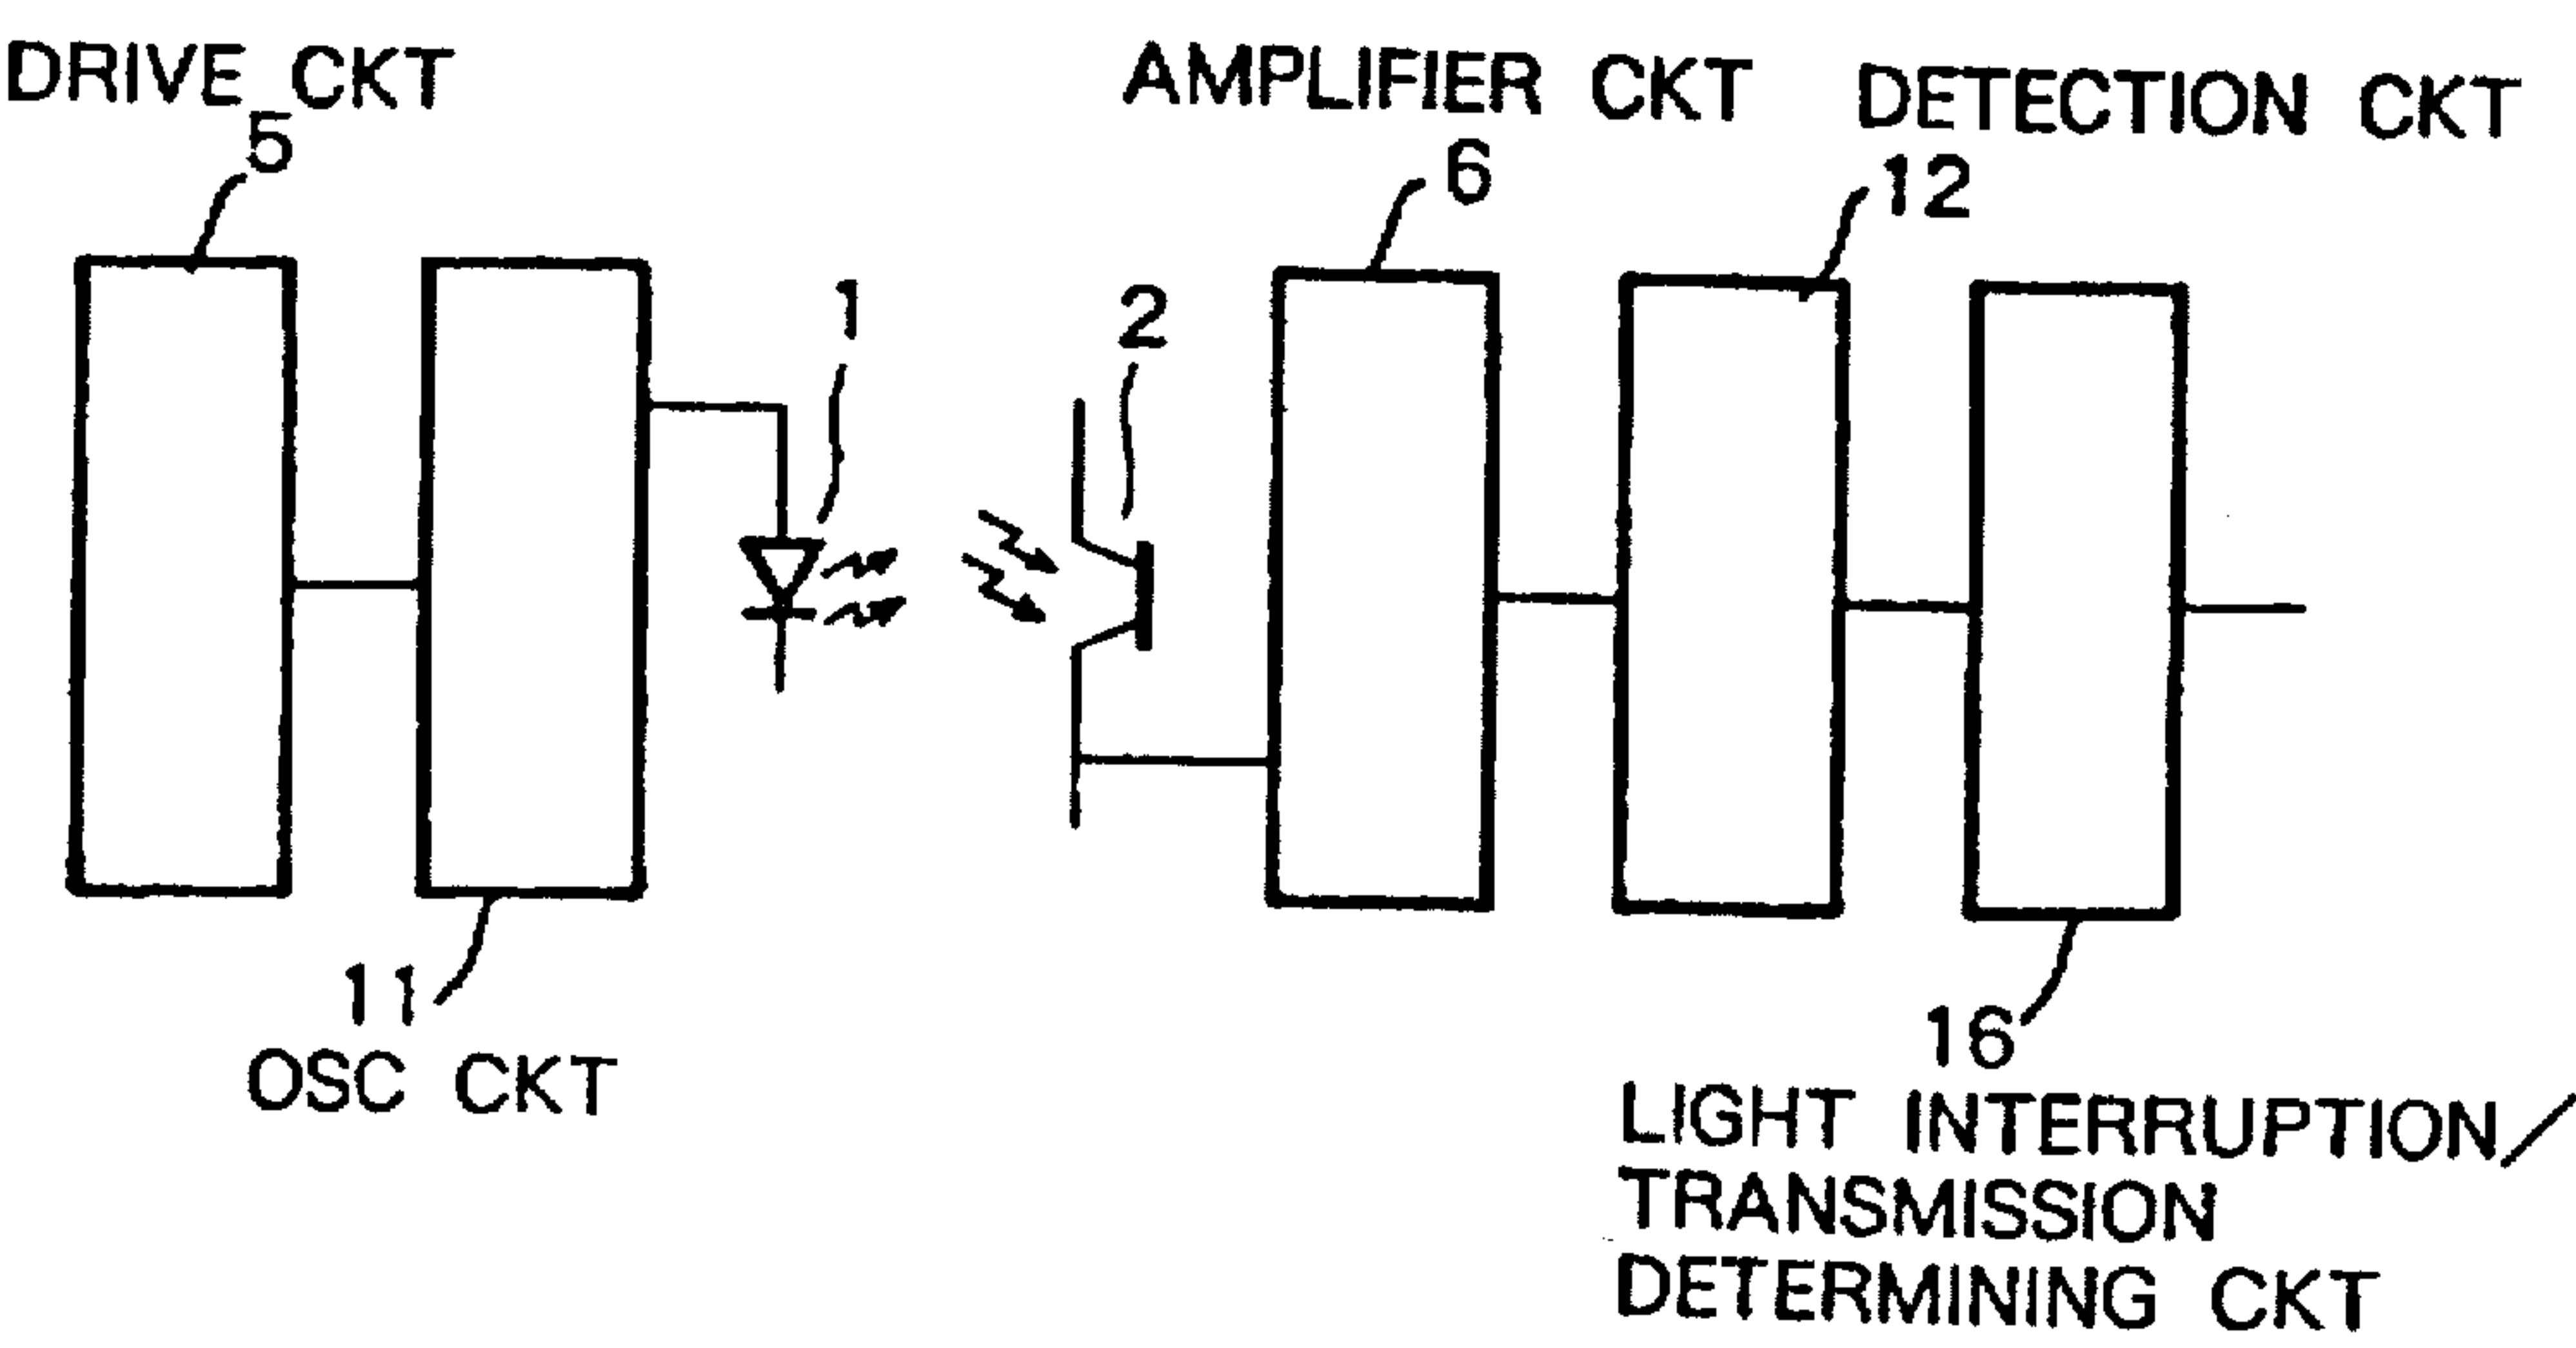 DRIVE CKT
5
AMPLIFIER CKT
6
DETECTION CKT
12
1
2
11
OSC CKT
16
LIGHT INTERRUPTION/
TRANSMISSION
DETERMINING CKT